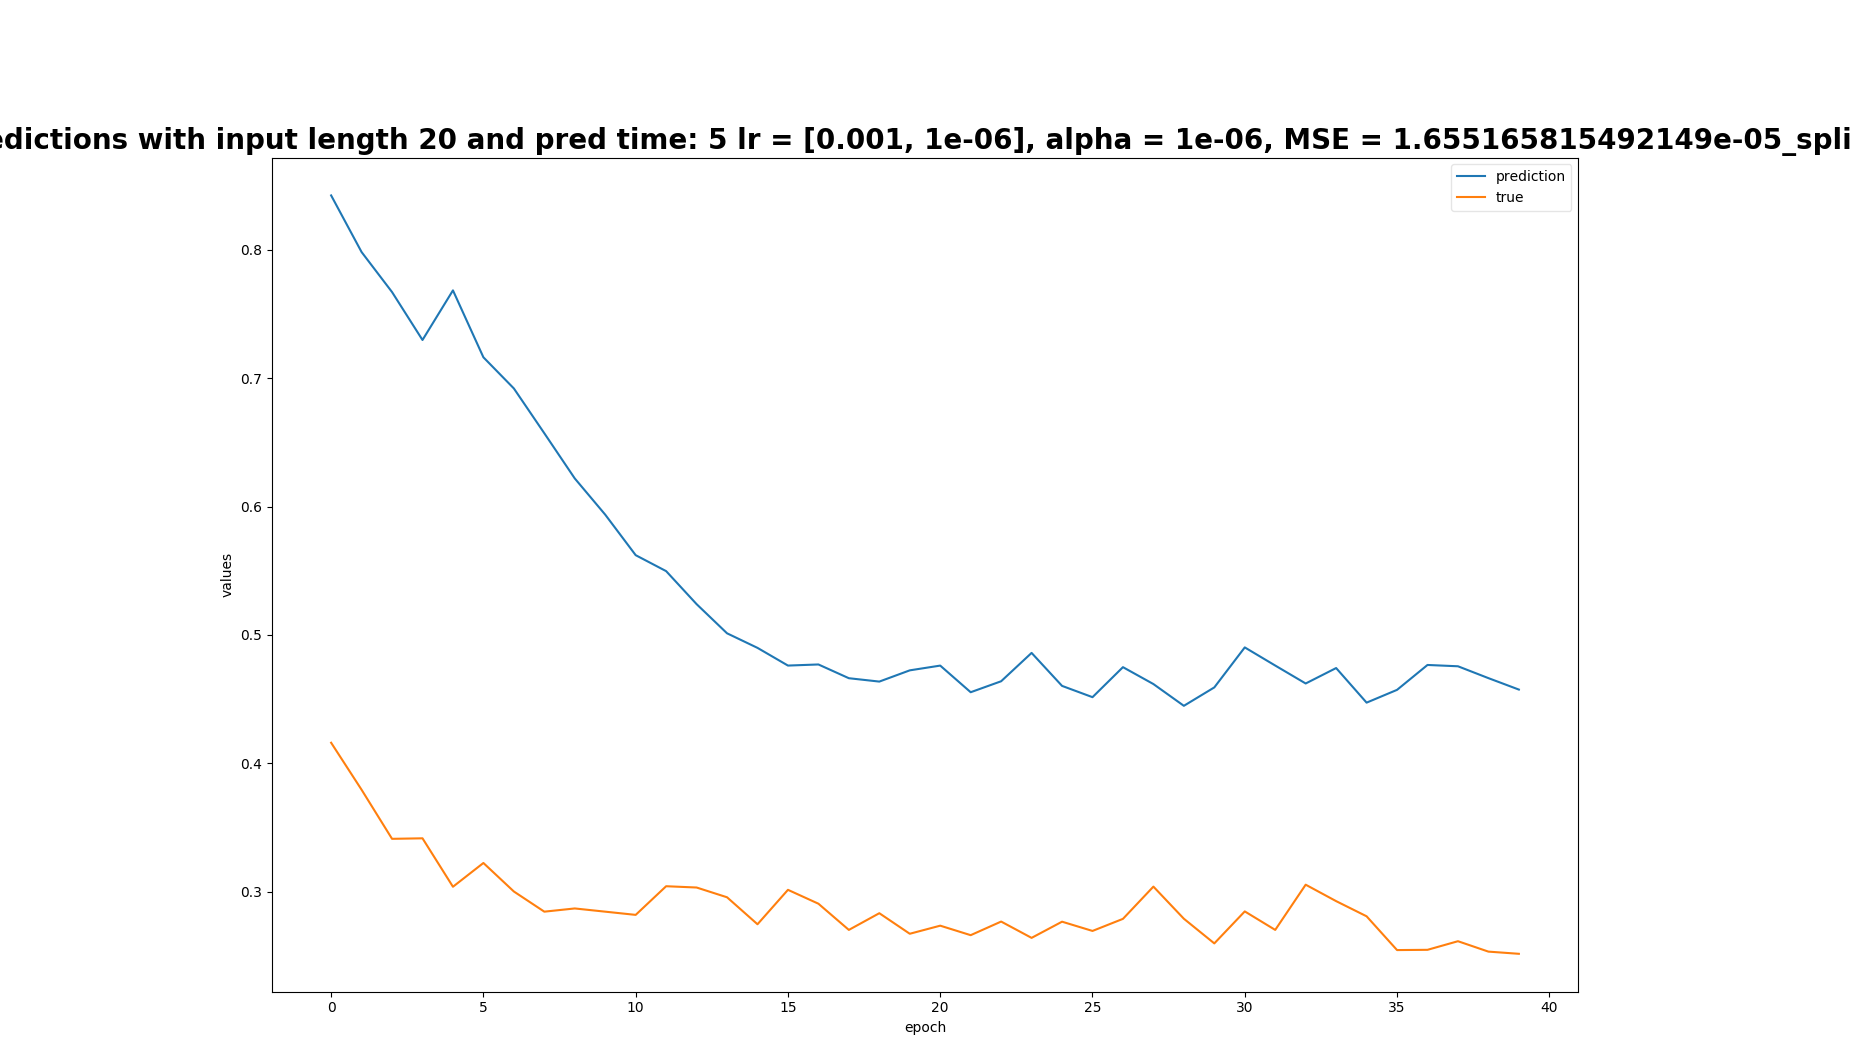 edictions with input length 20 and pred time: 5 lr = [0.001, 1e-06], alpha = 1e-06, MSE = 1.655165815492149e-05_spli
prediction
true
0.8
0.7
0.6
0.5
0.4
0.3
values
0 5 10 15 20 25 30 35 40
epoch